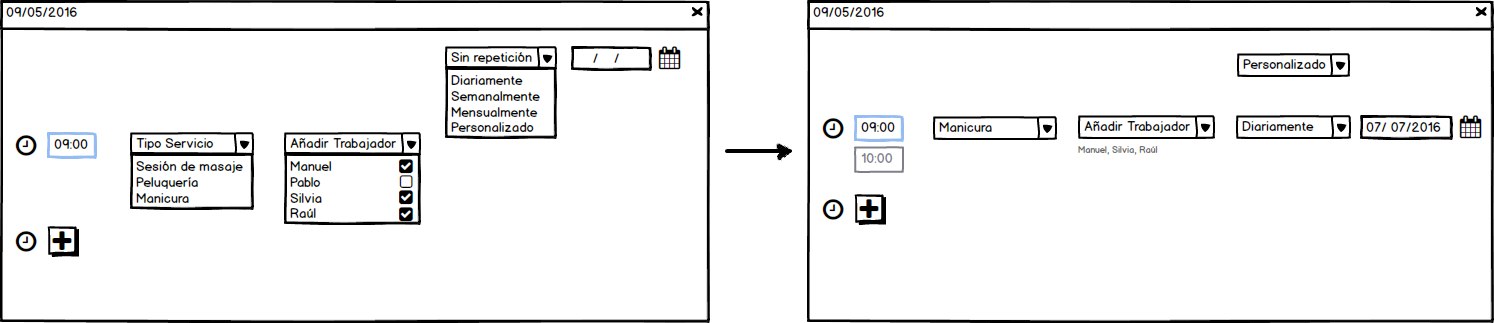 09/05/2016
Sin repetición
/ /
Diariamente
Semanalmente
Mensualmente
Personalizado
09:00
Tipo Servicio
Sesión de masaje
Peluquería
Manicura
Añadir Trabajador
Manuel
Pablo
Silvia
Raúl
09/05/2016
Personalizado
09:00
Manicura
Añadir Trabajador
Diariamente
07/ 07/2016
Manuel, Silvia, Raúl
10:00